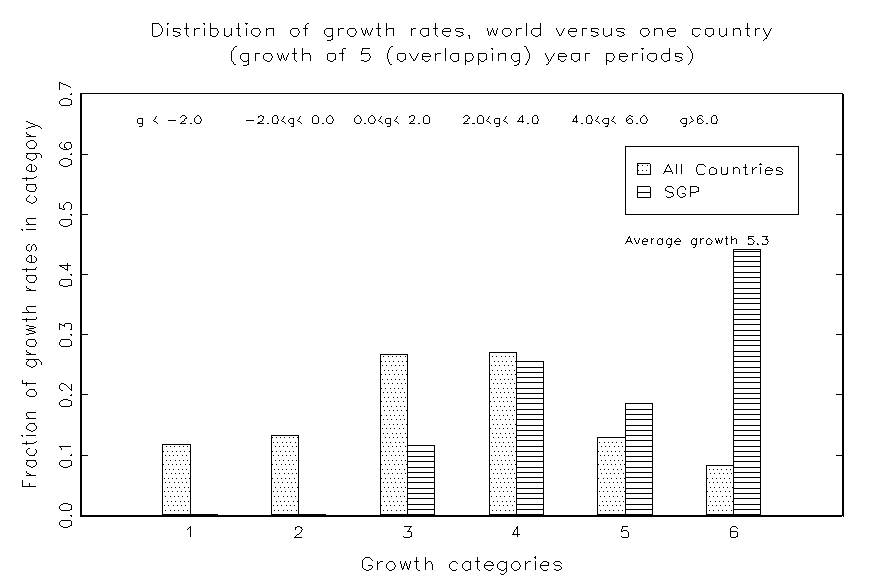 Distribution of growth rates, world versus one country
(growth of 5 (overlapping) year periods)
Fraction of growth rates in category
0.7
0.6
0.5
0.4
0.3
0.2
0.1
0.0
g < -2.0 -2.0<g< 0.0 0.0<g< 2.0 2.0<g< 4.0 4.0<g< 6.0 g>6.0
All Countries
SGP
Average growth 5.3
1 2 3 4 5 6
Growth categories